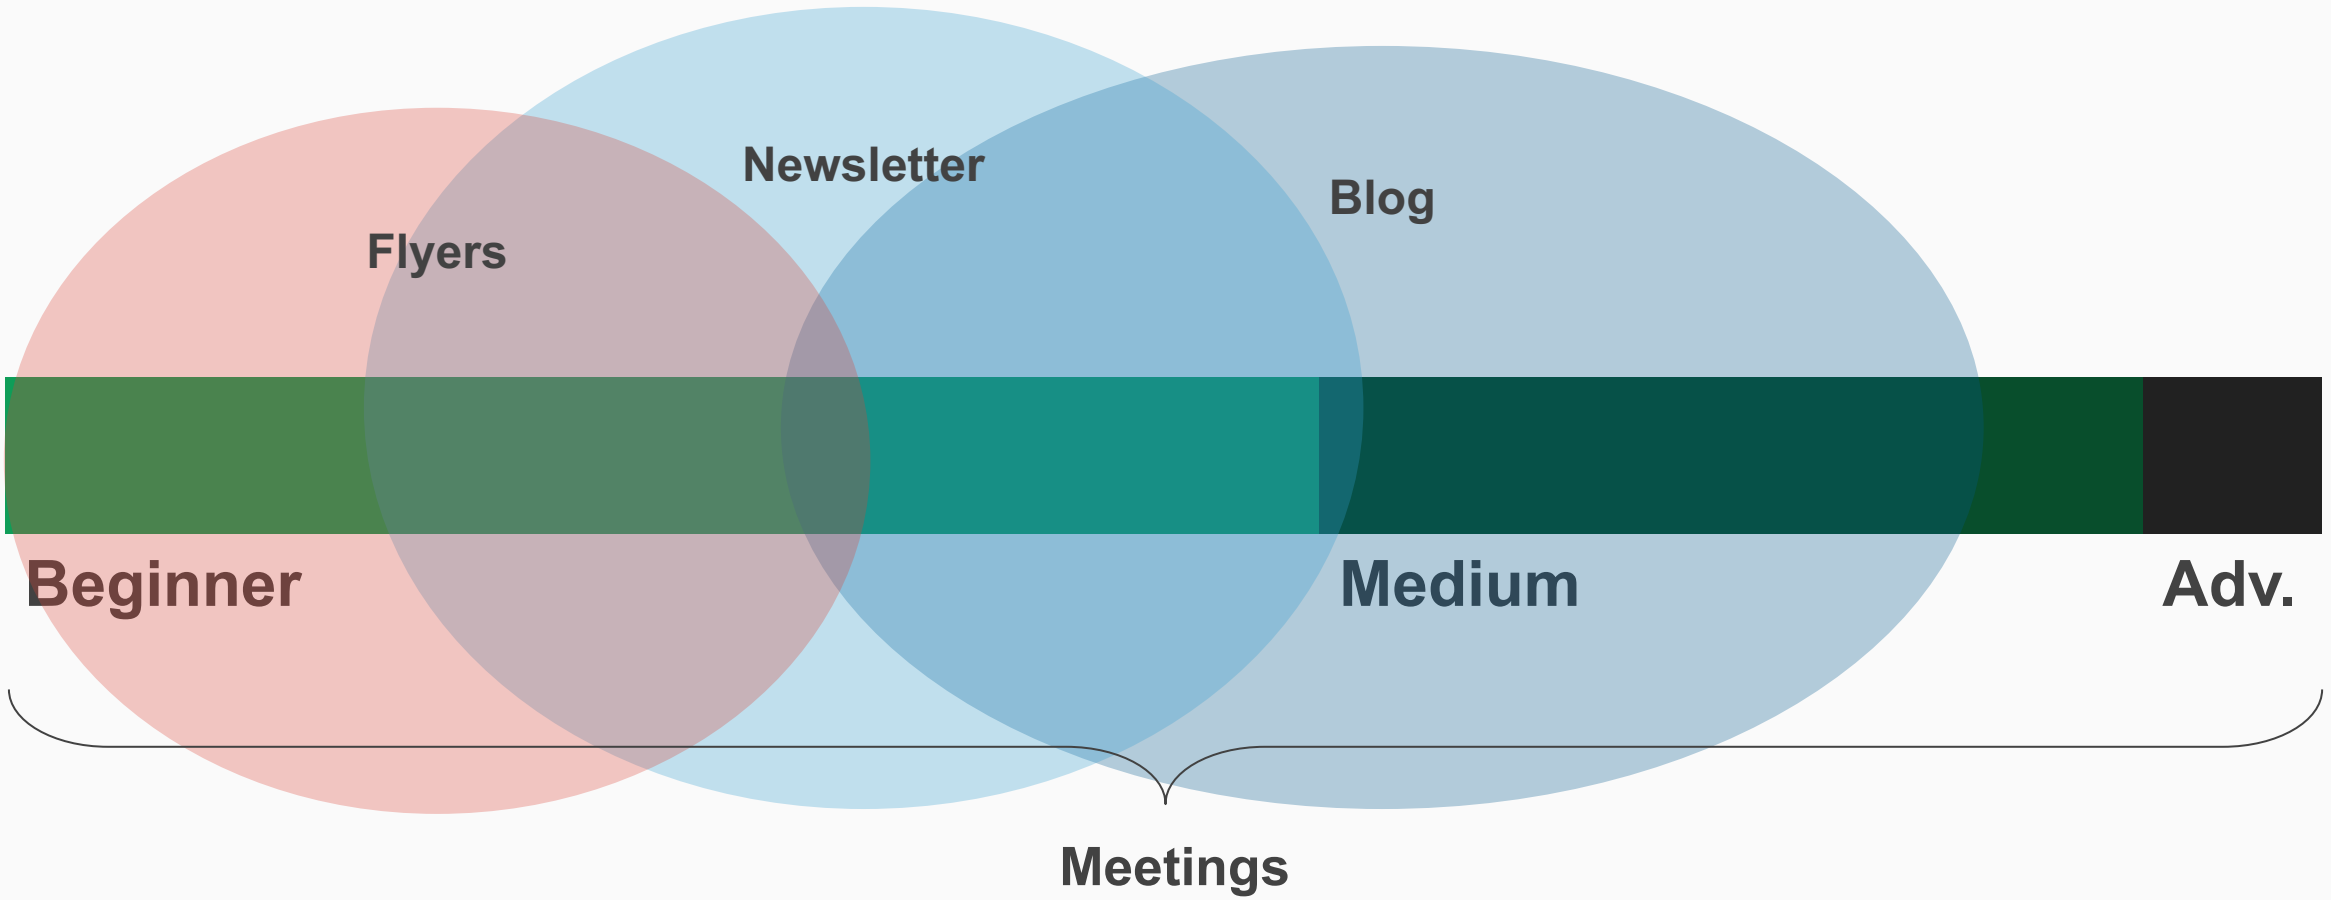 Newsletter
Blog
Flyers
Beginner
Medium
Adv.
Meetings